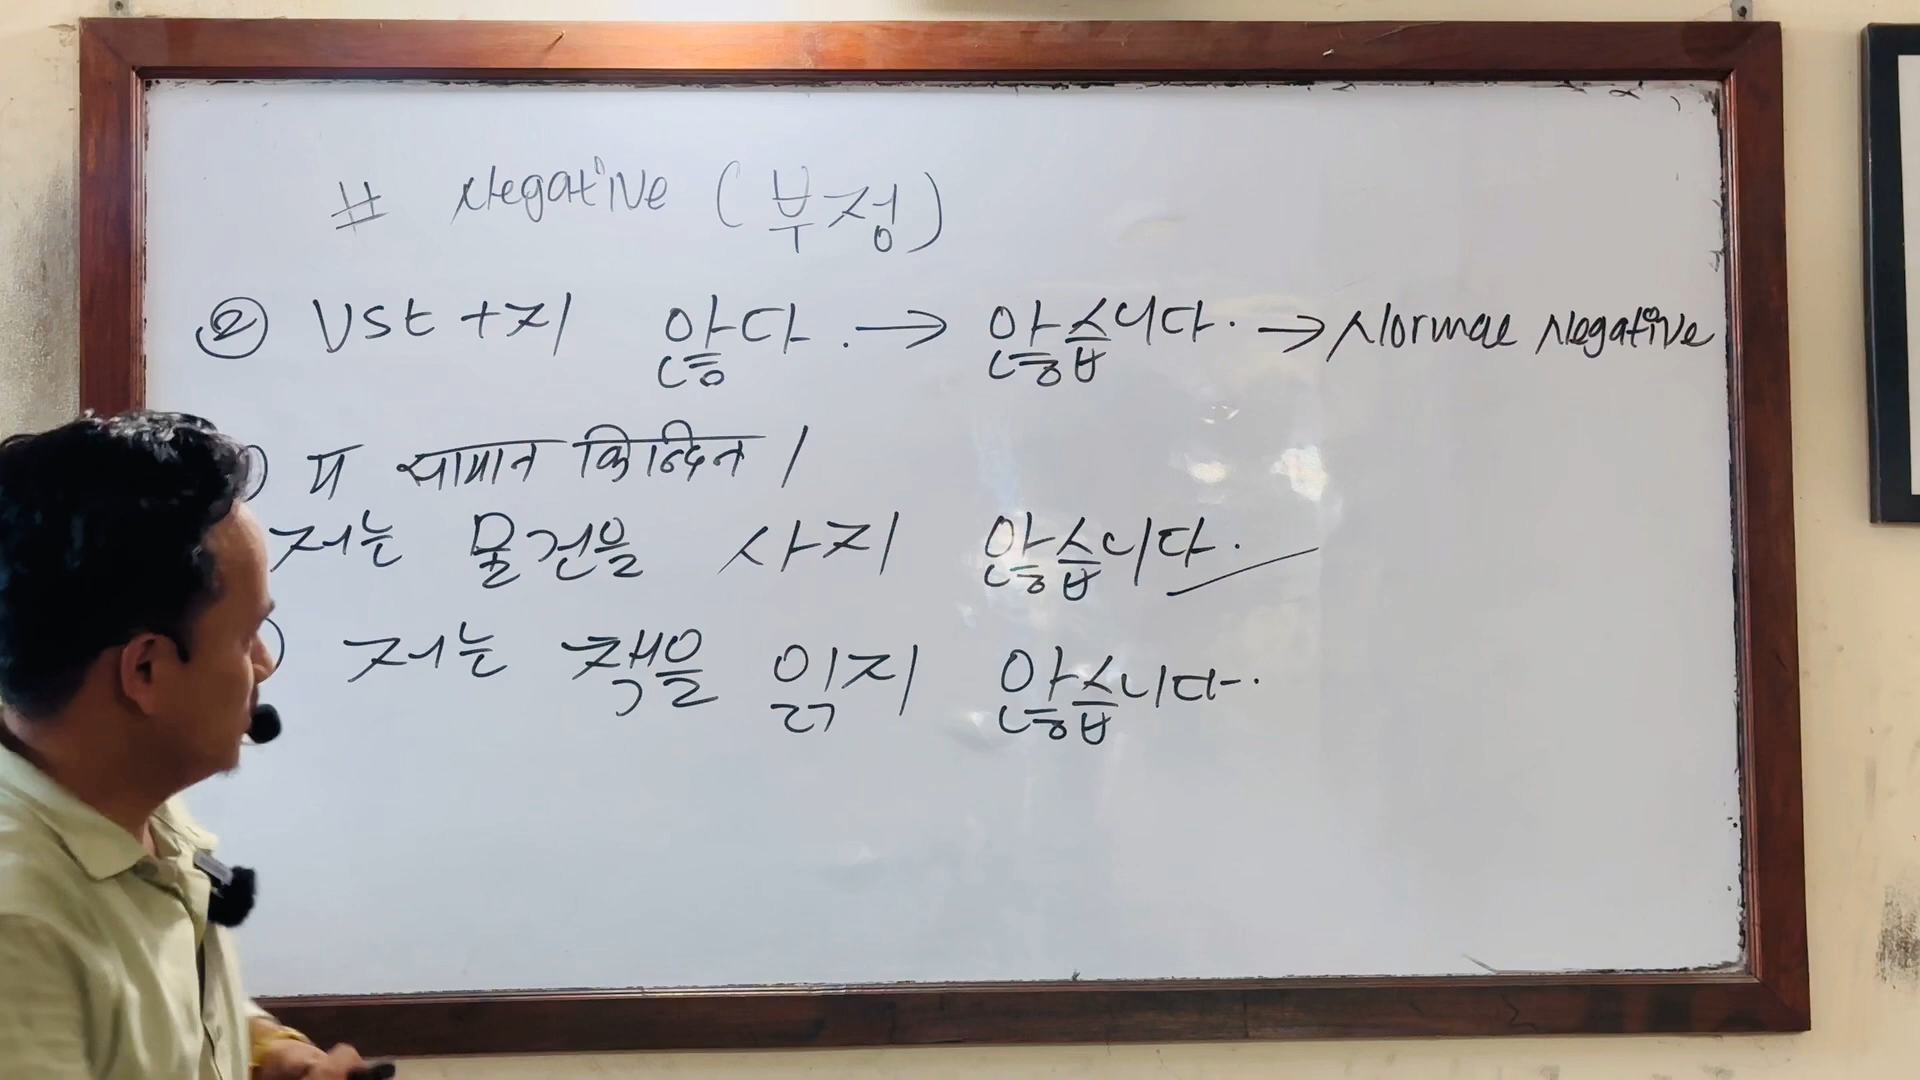 # Negative (부정)
② Vst +지 않다. → 않습니다. → Normal Negative
म सामान किन्दिन ।
저는 물건을 사지 않습니다.
저는 책을 읽지 않습니다.